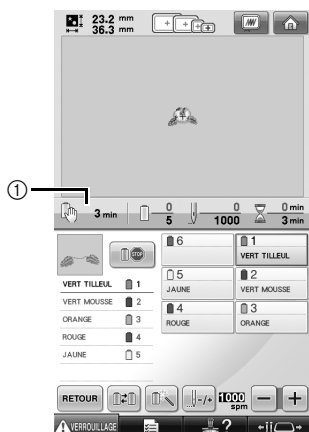 23.2 mm
36.3 mm
①
3 min
0
5
0
1000
0 min
3 min
STOP
6
1
VERT TILLEUL
VERT TILLEUL 1
5
JAUNE
2
VERT MOUSSE
VERT MOUSSE 2
ORANGE 3
4
ROUGE
3
ORANGE
ROUGE 4
JAUNE 5
RETOUR
-/+
1000
spm
-
+
VERROUILLAGE
?